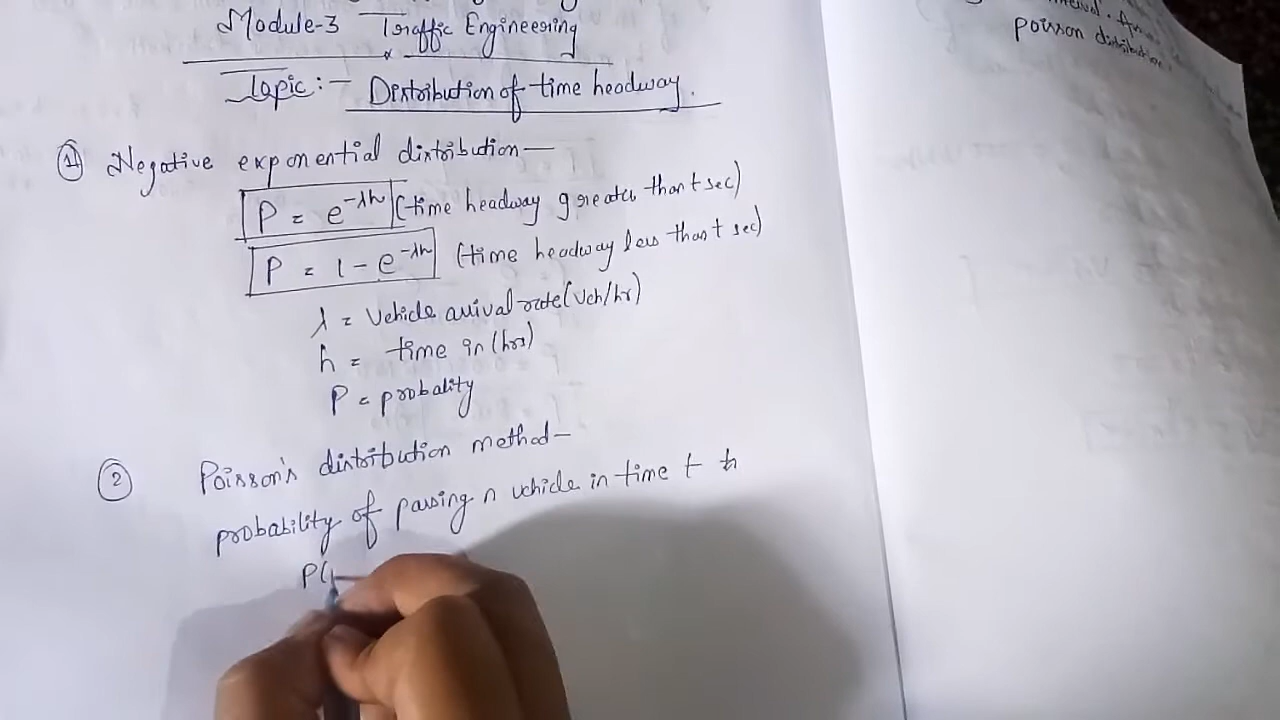 Module-3 Traffic Engineering
Topic:- Distribution of time headway.
① Negative exponential distribution—
P = e^-λh (time headway greater than t sec)
P = 1 - e^-λh (time headway less than t sec)
λ = Vehicle arrival rate (Veh/hr)
h = time in (hrs)
P = probality
② Poisson's distribution method—
probability of passing n vehicle in time t
P(
poisson distribution.